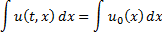 ∫ u(t, x) dx = ∫ u₀(x) dx